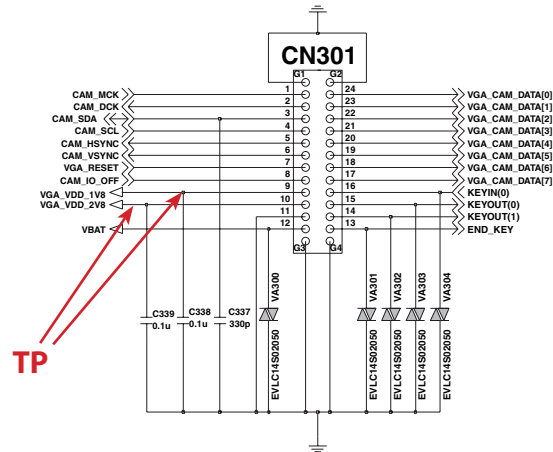 CN301
G1 G2
CAM_MCK 1 24 VGA_CAM_DATA[0]
CAM_DCK 2 23 VGA_CAM_DATA[1]
CAM_SDA 3 22 VGA_CAM_DATA[2]
CAM_SCL 4 21 VGA_CAM_DATA[3]
CAM_HSYNC 5 20 VGA_CAM_DATA[4]
CAM_VSYNC 6 19 VGA_CAM_DATA[5]
VGA_RESET 7 18 VGA_CAM_DATA[6]
CAM_IO_OFF 8 17 VGA_CAM_DATA[7]
VGA_VDD_1V8 9 16 KEYIN(0)
VGA_VDD_2V8 10 15 KEYOUT(0)
11 14 KEYOUT(1)
VBAT 12 13 END_KEY
G3 G4
C339
0.1u
C338
0.1u
C337
330p
VA300
EVLC14S02050
VA301
EVLC14S02050
VA302
EVLC14S02050
VA303
EVLC14S02050
VA304
EVLC14S02050
TP